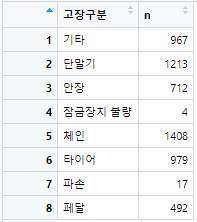 고장구분 n
1 기타 967
2 단말기 1213
3 안장 712
4 잠금장치 불량 4
5 체인 1408
6 타이어 979
7 파손 17
8 페달 492